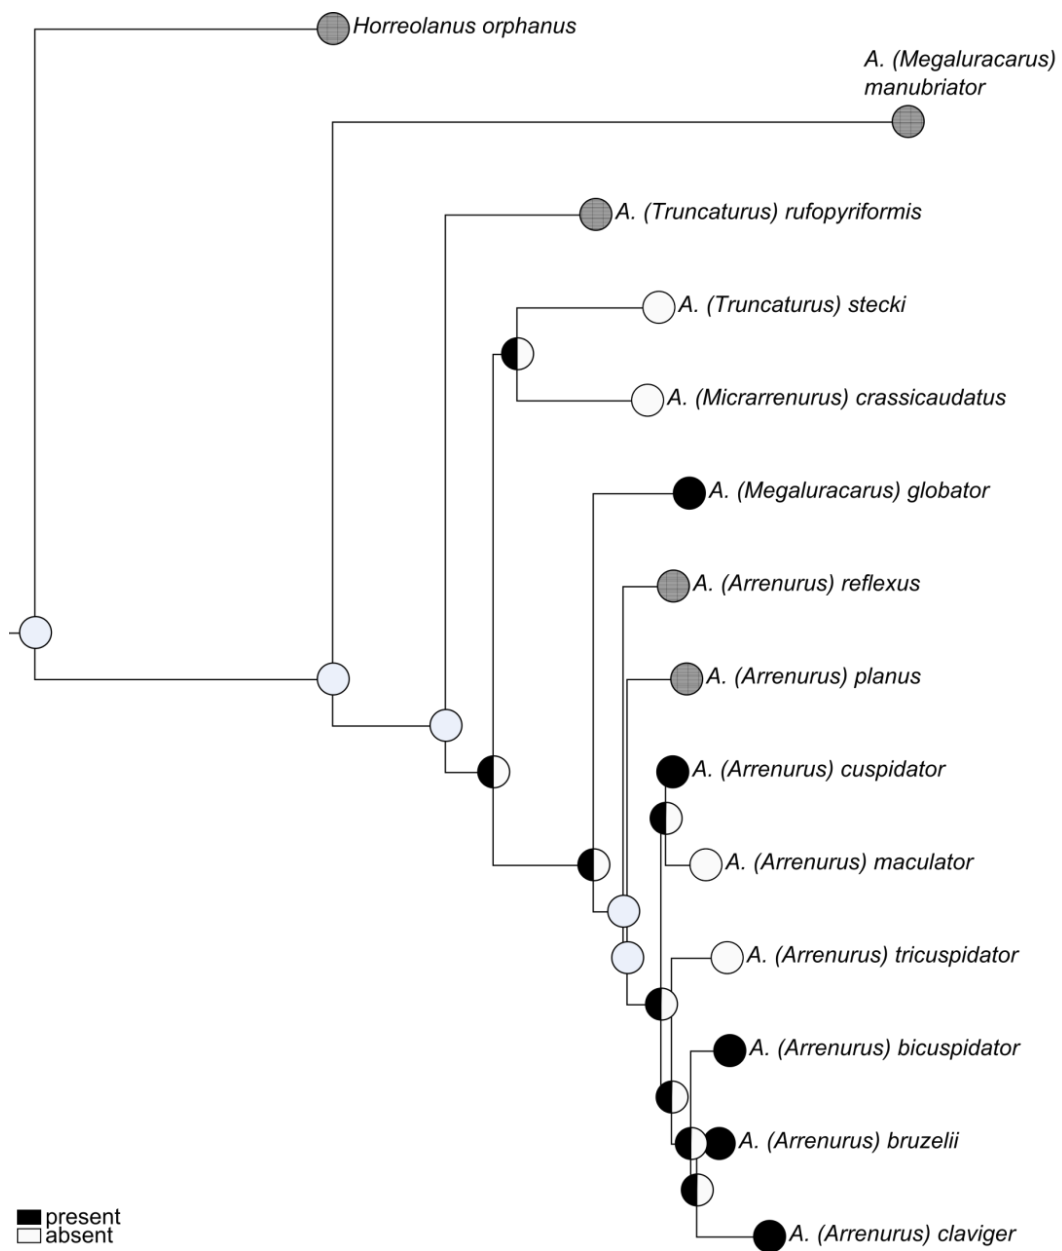 Horreolanus orphanus
A. (Megaluracarus)
manubriator
A. (Truncaturus) rufopyriformis
A. (Truncaturus) stecki
A. (Micrarrenurus) crassicaudatus
A. (Megaluracarus) globator
A. (Arrenurus) reflexus
A. (Arrenurus) planus
A. (Arrenurus) cuspidator
A. (Arrenurus) maculator
A. (Arrenurus) tricuspidator
A. (Arrenurus) bicuspidator
A. (Arrenurus) bruzelii
A. (Arrenurus) claviger
present
absent